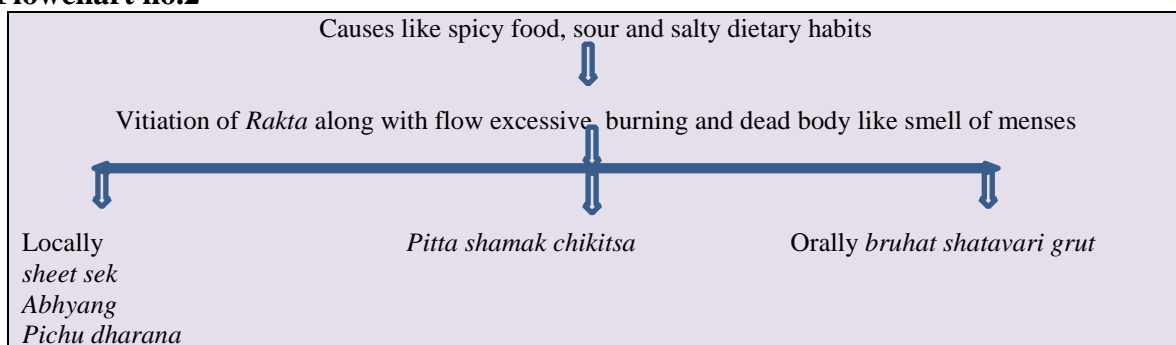 Flowchart no.2
Causes like spicy food, sour and salty dietary habits
Vitiation of Rakta along with flow excessive, burning and dead body like smell of menses
Locally
sheet sek
Abhyang
Pichu dharana
Pitta shamak chikitsa
Orally bruhat shatavari grut